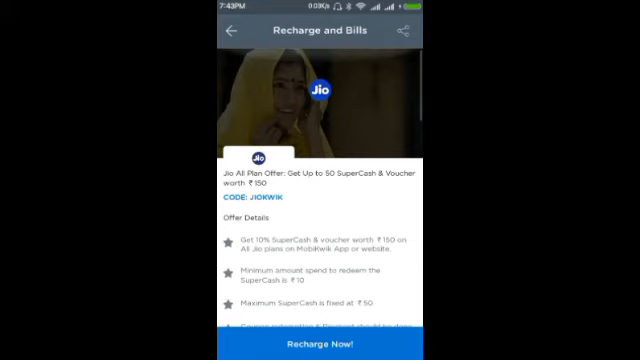 7:43PM
0.03K/s
Recharge and Bills
Jio
Jio
Jio All Plan Offer: Get Up to 50 SuperCash & Voucher
worth ₹150
CODE: JIOKWIK
Offer Details
Get 10% SuperCash & voucher worth ₹150 on
All Jio plans on MobiKwik App or website.
Minimum amount spend to redeem the
SuperCash is ₹10
Maximum SuperCash is fixed at ₹50
Recharge Now!